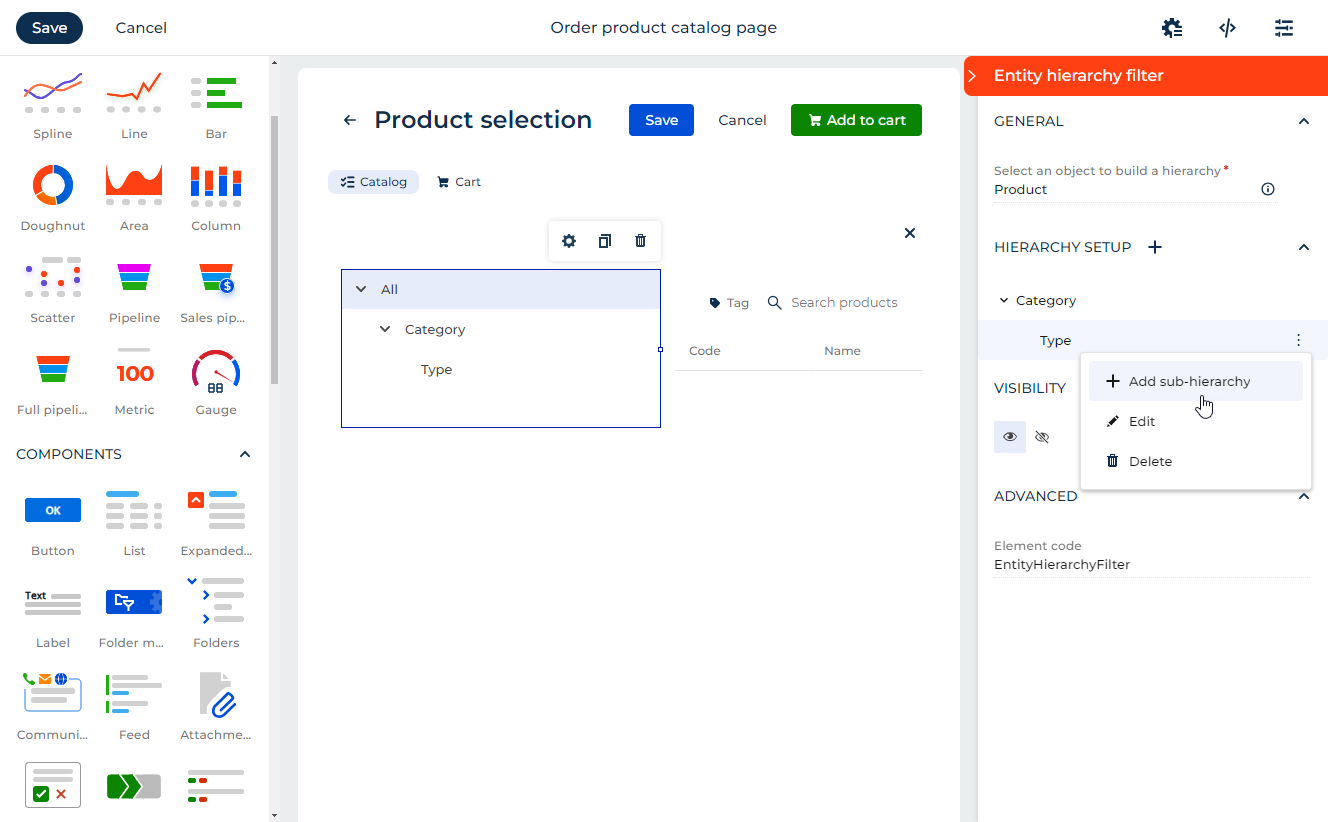 Save
Cancel
Order product catalog page
Spline
Line
Bar
Doughnut
Area
Column
Scatter
Pipeline
$
Sales pip...
Full pipeli...
100
Metric
88
Gauge
COMPONENTS
OK
Button
List
Expanded...
Text
Label
Folder m...
Folders
Communi...
Feed
Attachme...
Product selection
Save
Cancel
Add to cart
Catalog
Cart
All
Category
Type
Tag
Search products
Code
Name
Entity hierarchy filter
GENERAL
Select an object to build a hierarchy *
Product
HIERARCHY SETUP
Category
Type
Add sub-hierarchy
Edit
Delete
VISIBILITY
ADVANCED
Element code
EntityHierarchyFilter